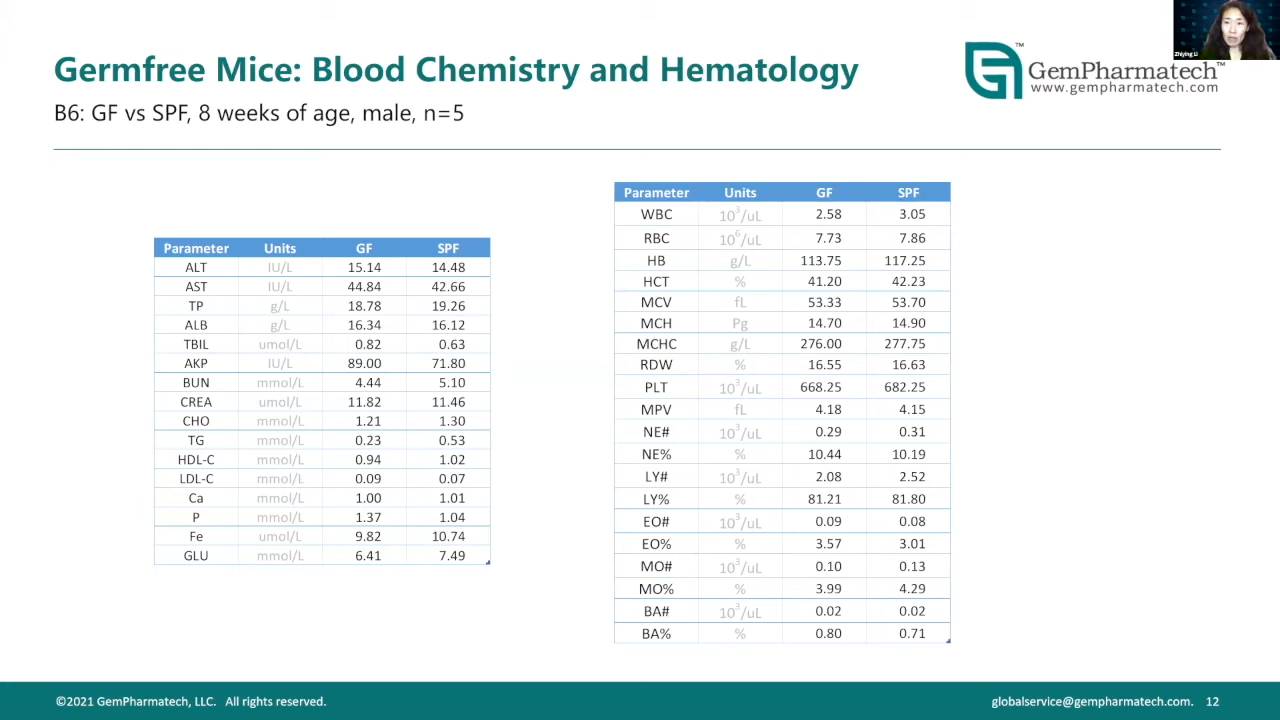 Germfree Mice: Blood Chemistry and Hematology
B6: GF vs SPF, 8 weeks of age, male, n=5
GemPharmatech™
www.gempharmatech.com
™
Zhiying Li
Parameter Units GF SPF
ALT IU/L 15.14 14.48
AST IU/L 44.84 42.66
TP g/L 18.78 19.26
ALB g/L 16.34 16.12
TBIL umol/L 0.82 0.63
AKP IU/L 89.00 71.80
BUN mmol/L 4.44 5.10
CREA umol/L 11.82 11.46
CHO mmol/L 1.21 1.30
TG mmol/L 0.23 0.53
HDL-C mmol/L 0.94 1.02
LDL-C mmol/L 0.09 0.07
Ca mmol/L 1.00 1.01
P mmol/L 1.37 1.04
Fe umol/L 9.82 10.74
GLU mmol/L 6.41 7.49
Parameter Units GF SPF
WBC 10³/uL 2.58 3.05
RBC 10⁶/uL 7.73 7.86
HB g/L 113.75 117.25
HCT % 41.20 42.23
MCV fL 53.33 53.70
MCH Pg 14.70 14.90
MCHC g/L 276.00 277.75
RDW % 16.55 16.63
PLT 10³/uL 668.25 682.25
MPV fL 4.18 4.15
NE# 10³/uL 0.29 0.31
NE% % 10.44 10.19
LY# 10³/uL 2.08 2.52
LY% % 81.21 81.80
EO# 10³/uL 0.09 0.08
EO% % 3.57 3.01
MO# 10³/uL 0.10 0.13
MO% % 3.99 4.29
BA# 10³/uL 0.02 0.02
BA% % 0.80 0.71
©2021 GemPharmatech, LLC. All rights reserved.
globalservice@gempharmatech.com. 12